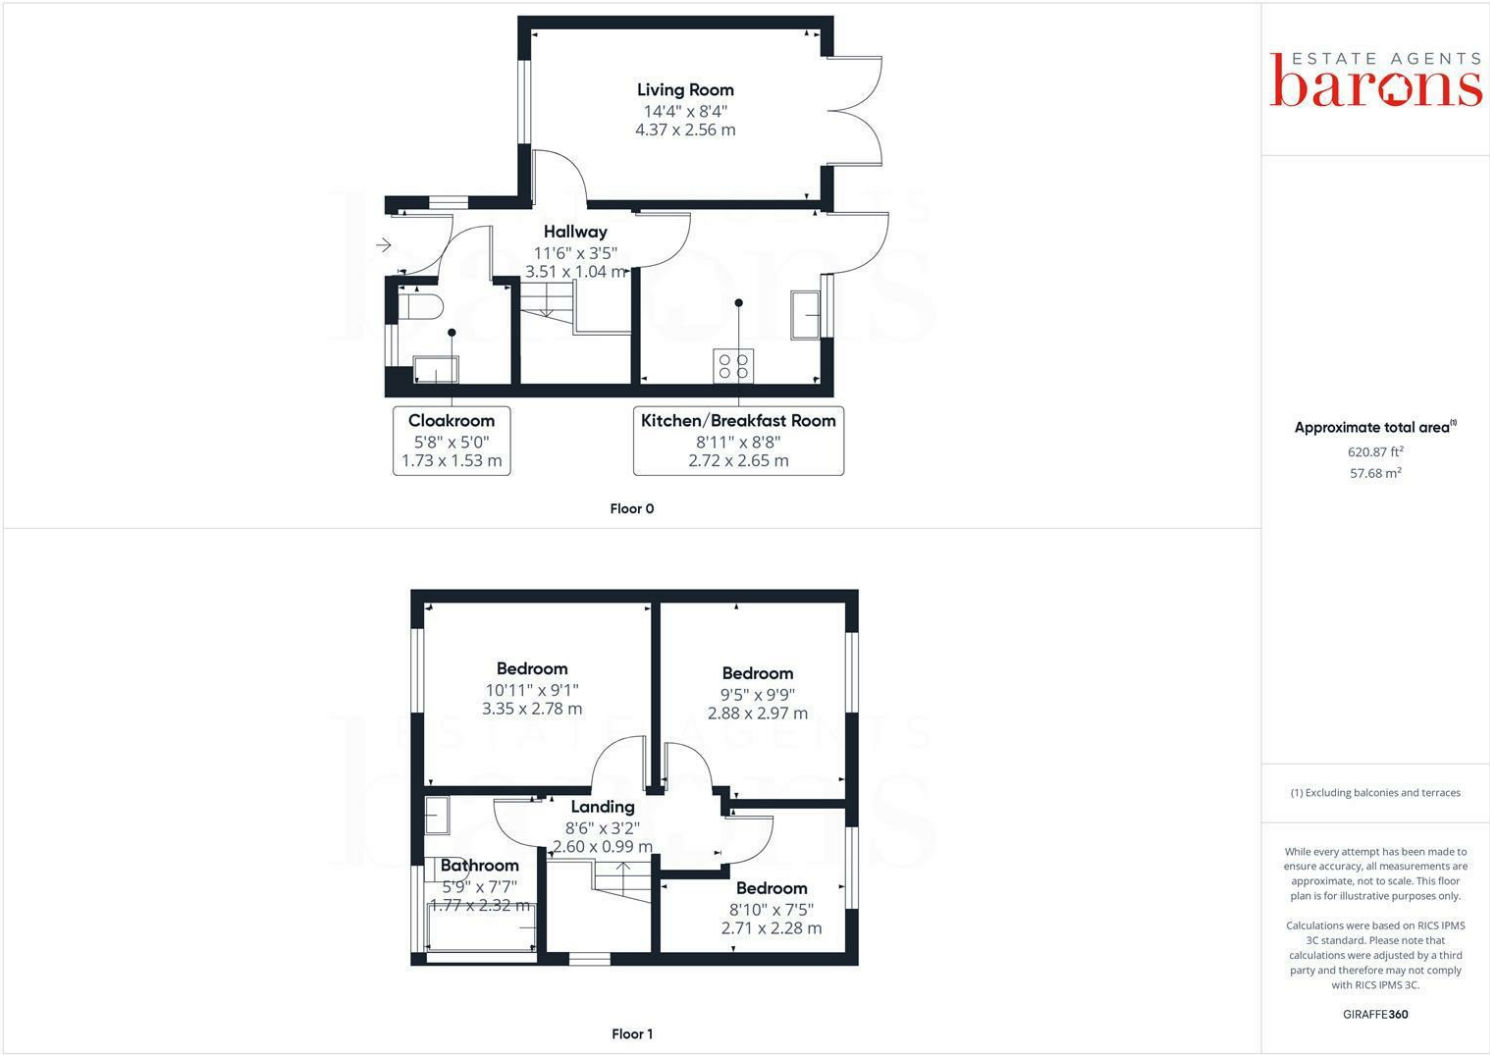 Living Room
14'4" x 8'4"
4.37 x 2.56 m
Hallway
11'6" x 3'5"
3.51 x 1.04 m
Cloakroom
5'8" x 5'0"
1.73 x 1.53 m
Kitchen/Breakfast Room
8'11" x 8'8"
2.72 x 2.65 m
Floor 0
Bedroom
10'11" x 9'1"
3.35 x 2.78 m
Bedroom
9'5" x 9'9"
2.88 x 2.97 m
Landing
8'6" x 3'2"
2.60 x 0.99 m
Bathroom
5'9" x 7'7"
1.77 x 2.32 m
Bedroom
8'10" x 7'5"
2.71 x 2.28 m
Floor 1
ESTATE AGENTS
barons
Approximate total area(1)
620.87 ft²
57.68 m²
(1) Excluding balconies and terraces
While every attempt has been made to
ensure accuracy, all measurements are
approximate, not to scale. This floor
plan is for illustrative purposes only.
Calculations were based on RICS IPMS
3C standard. Please note that
calculations were adjusted by a third
party and therefore may not comply
with RICS IPMS 3C.
GIRAFFE360
ESTATE AGENTS
barons
ESTATE AGENTS
barons